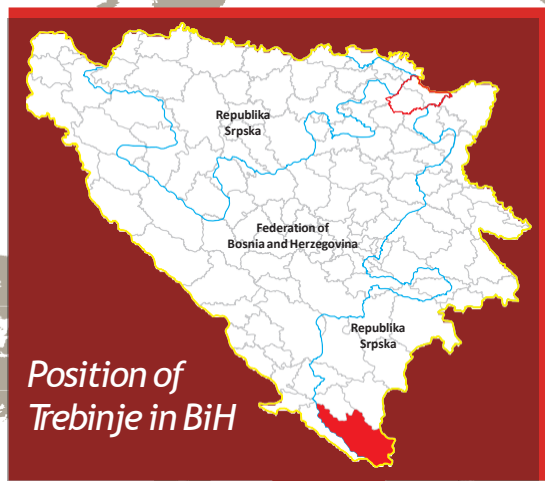 Republika
Srpska
Federation of
Bosnia and Herzegovina
Republika
Srpska
Position of
Trebinje in BiH